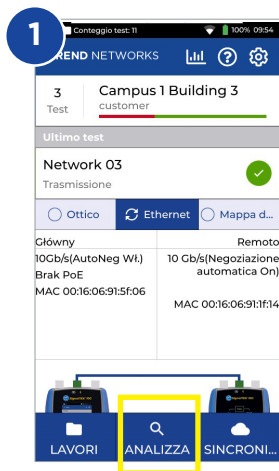 1
Conteggio test: 11
100% 09:54
REND NETWORKS
3
Test
Campus 1 Building 3
customer
Ultimo test
Network 03
Trasmissione
Ottico
Ethernet
Mappa d...
Główny
Remoto
10Gb/s(AutoNeg Wł.)
10 Gb/s(Negoziazione
automatica On)
Brak PoE
MAC 00:16:06:91:5f:06
MAC 00:16:06:91:1f:14
LAVORI
ANALIZZA
SINCRONI...